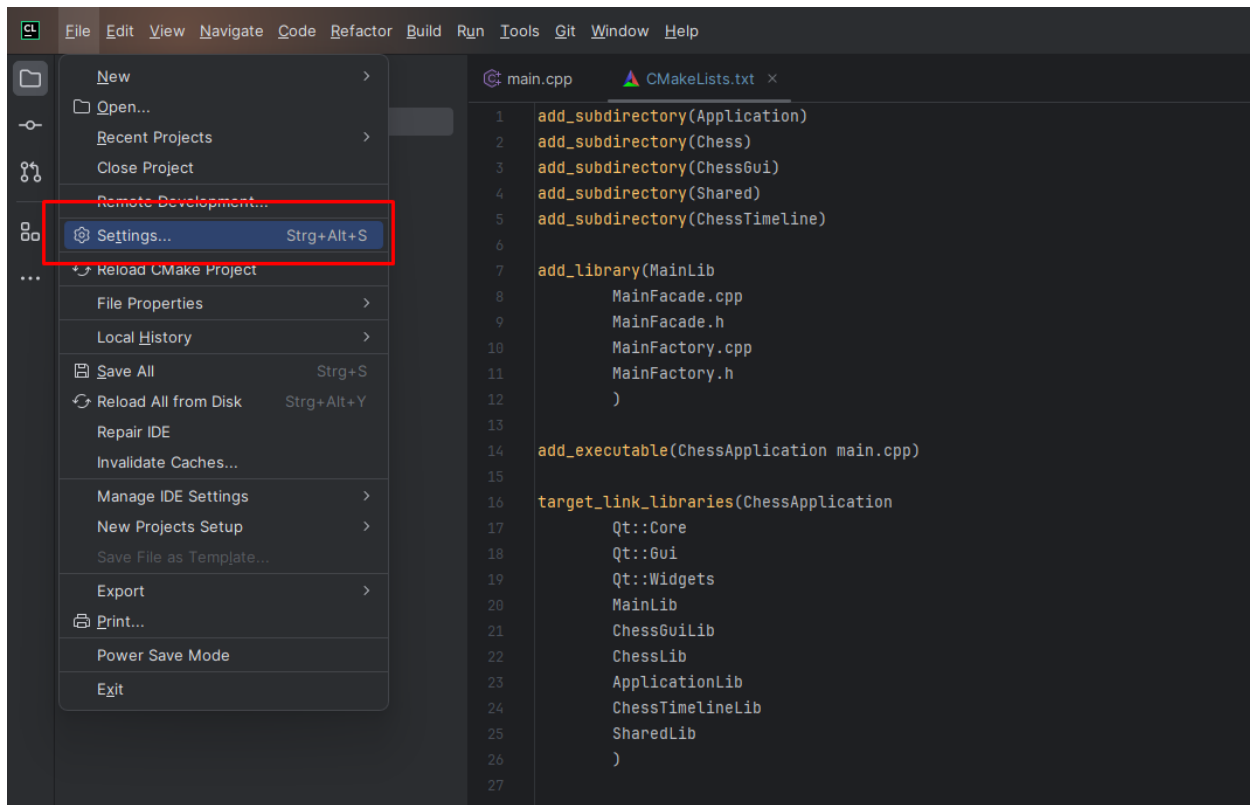 CL File Edit View Navigate Code Refactor Build Run Tools Git Window Help
New
Open...
Recent Projects
Close Project
Remote Development...
Settings... Strg+Alt+S
Reload CMake Project
File Properties
Local History
Save All Strg+S
Reload All from Disk Strg+Alt+Y
Repair IDE
Invalidate Caches...
Manage IDE Settings
New Projects Setup
Save File as Template...
Export
Print...
Power Save Mode
Exit
main.cpp CMakeLists.txt
1 add_subdirectory(Application)
2 add_subdirectory(Chess)
3 add_subdirectory(ChessGui)
4 add_subdirectory(Shared)
5 add_subdirectory(ChessTimeline)
6
7 add_library(MainLib
8 MainFacade.cpp
9 MainFacade.h
10 MainFactory.cpp
11 MainFactory.h
12 )
13
14 add_executable(ChessApplication main.cpp)
15
16 target_link_libraries(ChessApplication
17 Qt::Core
18 Qt::Gui
19 Qt::Widgets
20 MainLib
21 ChessGuiLib
22 ChessLib
23 ApplicationLib
24 ChessTimelineLib
25 SharedLib
26 )
27